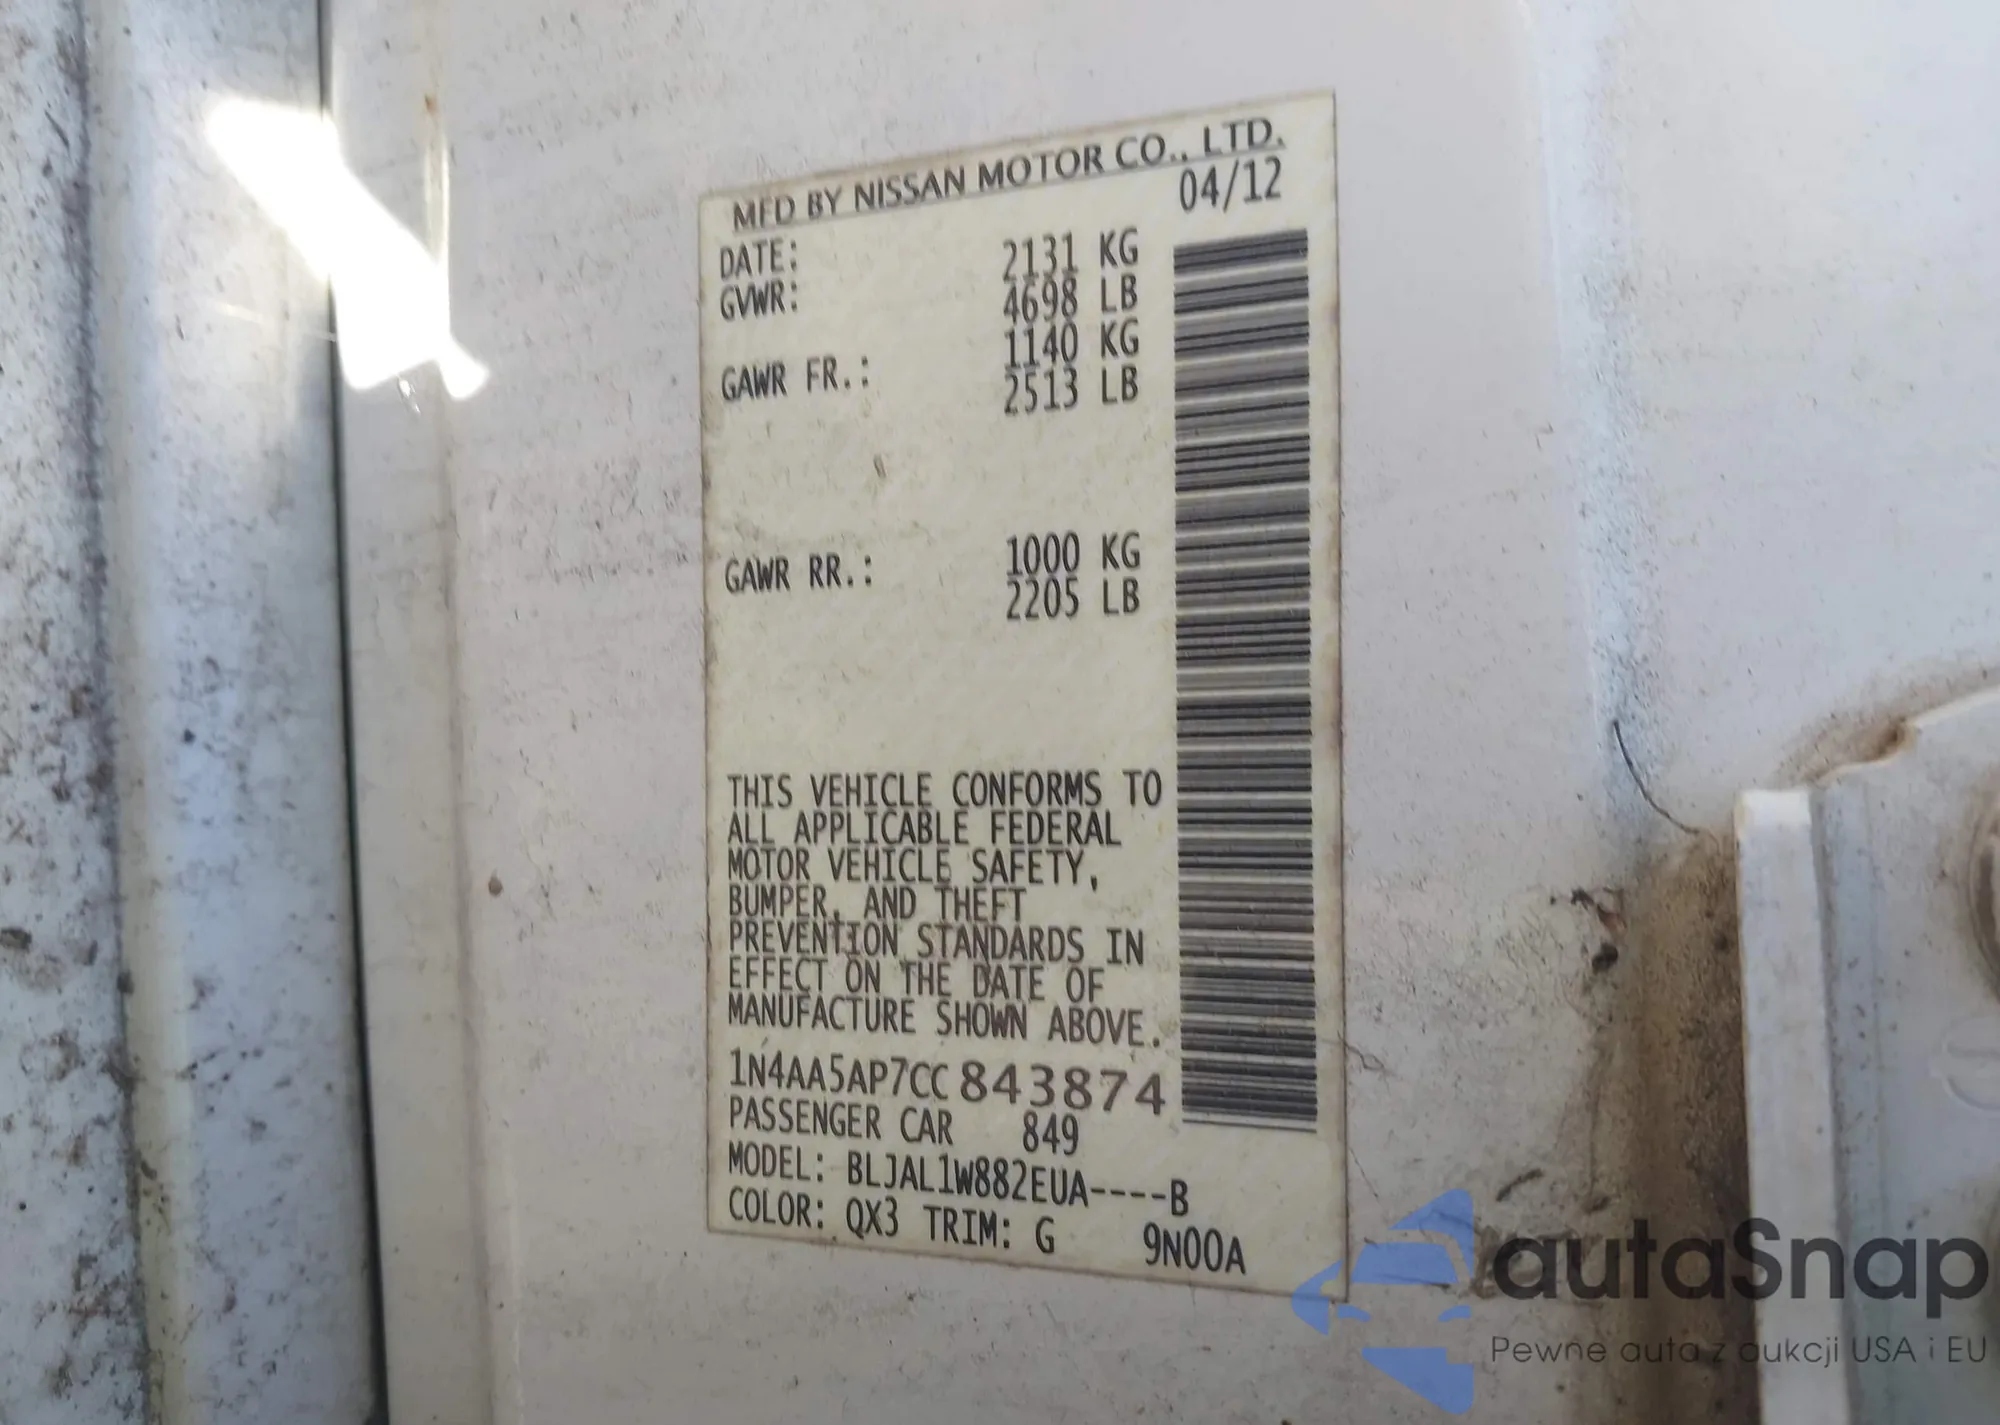 MFD BY NISSAN MOTOR CO., LTD.
DATE: 04/12
GVWR: 2131 KG
4698 LB
GAWR FR.: 1140 KG
2513 LB
GAWR RR.: 1000 KG
2205 LB
THIS VEHICLE CONFORMS TO
ALL APPLICABLE FEDERAL
MOTOR VEHICLE SAFETY,
BUMPER, AND THEFT
PREVENTION STANDARDS IN
EFFECT ON THE DATE OF
MANUFACTURE SHOWN ABOVE.
1N4AA5AP7CC843874
PASSENGER CAR 849
MODEL: BLJAL1W882EUA----B
COLOR: QX3 TRIM: G 9N00A
autaSnap
Pewne auta z aukcji USA i EU